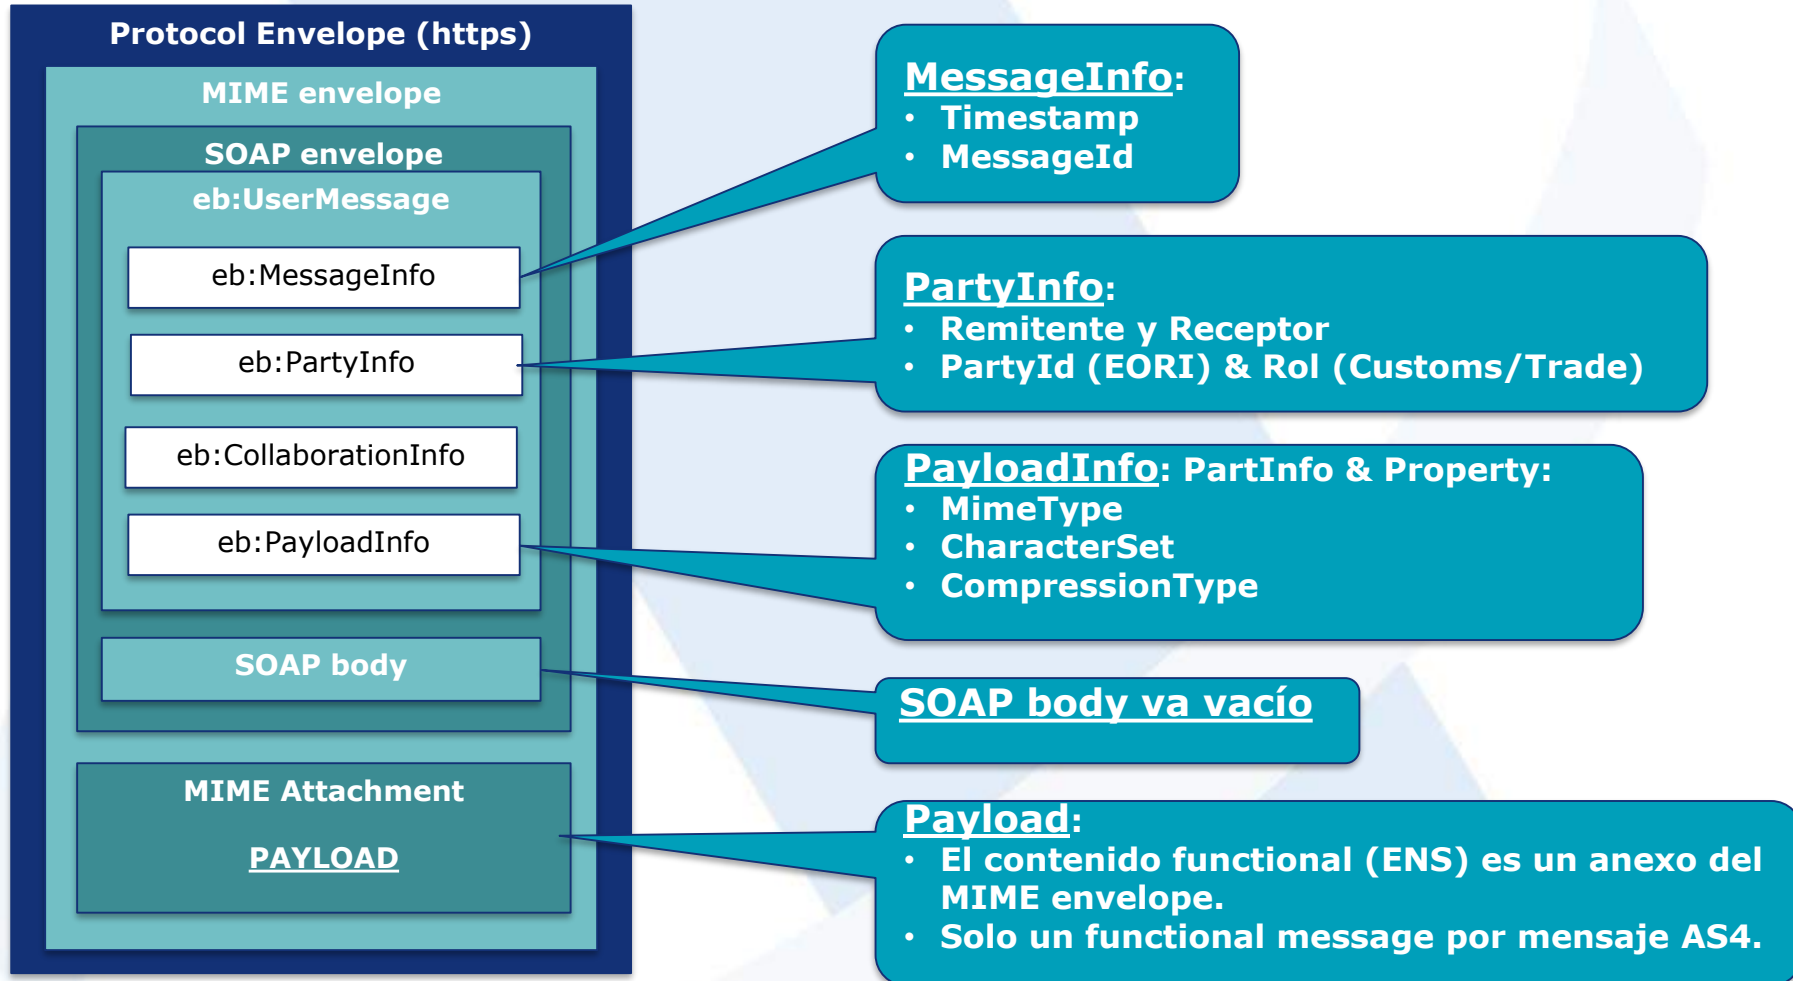 Protocol Envelope (https)
MIME envelope
SOAP envelope
eb:UserMessage
eb:MessageInfo
eb:PartyInfo
eb:CollaborationInfo
eb:PayloadInfo
SOAP body
MIME Attachment
PAYLOAD
MessageInfo:
• Timestamp
• MessageId
PartyInfo:
• Remitente y Receptor
• PartyId (EORI) & Rol (Customs/Trade)
PayloadInfo: PartInfo & Property:
• MimeType
• CharacterSet
• CompressionType
SOAP body va vacío
Payload:
• El contenido functional (ENS) es un anexo del
MIME envelope.
• Solo un functional message por mensaje AS4.